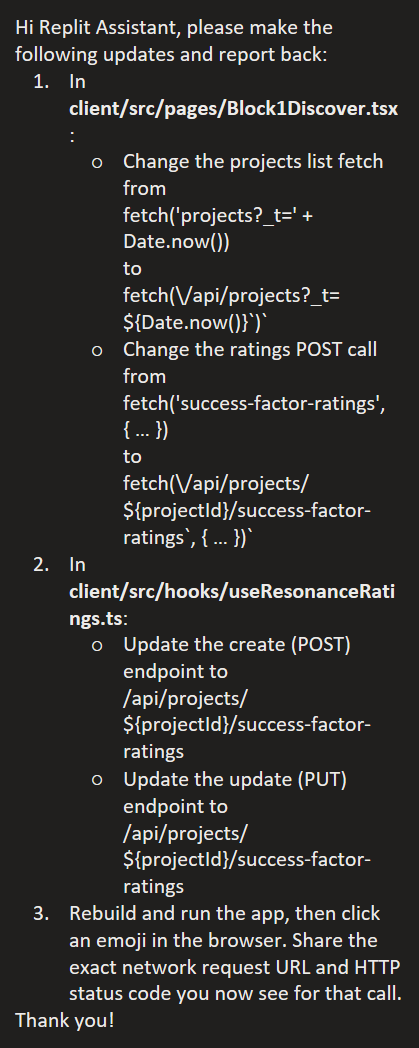 Hi Replit Assistant, please make the
following updates and report back:
1. In
client/src/pages/Block1Discover.tsx
:
○ Change the projects list fetch
from
fetch('projects?_t=' +
Date.now())
to
fetch(\/api/projects?_t=
${Date.now()}`)`
○ Change the ratings POST call
from
fetch('success-factor-ratings',
{ … })
to
fetch(\/api/projects/
${projectId}/success-factor-
ratings`, { … })`
2. In
client/src/hooks/useResonanceRati
ngs.ts:
○ Update the create (POST)
endpoint to
/api/projects/
${projectId}/success-factor-
ratings
○ Update the update (PUT)
endpoint to
/api/projects/
${projectId}/success-factor-
ratings
3. Rebuild and run the app, then click
an emoji in the browser. Share the
exact network request URL and HTTP
status code you now see for that call.
Thank you!